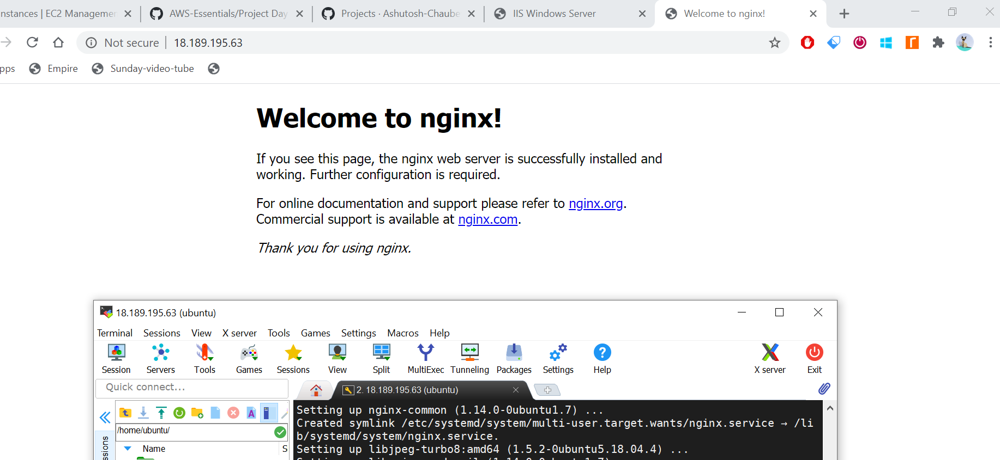 nstances | EC2 Managemer
AWS-Essentials/Project Day
Projects · Ashutosh-Chaube
IIS Windows Server
Welcome to nginx!
Not secure
18.189.195.63
pps
Empire
Sunday-video-tube
Welcome to nginx!
If you see this page, the nginx web server is successfully installed and
working. Further configuration is required.
For online documentation and support please refer to nginx.org.
Commercial support is available at nginx.com.
Thank you for using nginx.
18.189.195.63 (ubuntu)
Terminal Sessions View X server Tools Games Settings Macros Help
Session Servers Tools Games Sessions View Split MultiExec Tunneling Packages Settings Help X server Exit
Quick connect...
2. 18.189.195.63 (ubuntu)
/home/ubuntu/
Name
S
ssions
Setting up nginx-common (1.14.0-0ubuntu1.7) ...
Created symlink /etc/systemd/system/multi-user.target.wants/nginx.service → /li
b/systemd/system/nginx.service.
Setting up libjpeg-turbo8:amd64 (1.5.2-0ubuntu5.18.04.4) ...